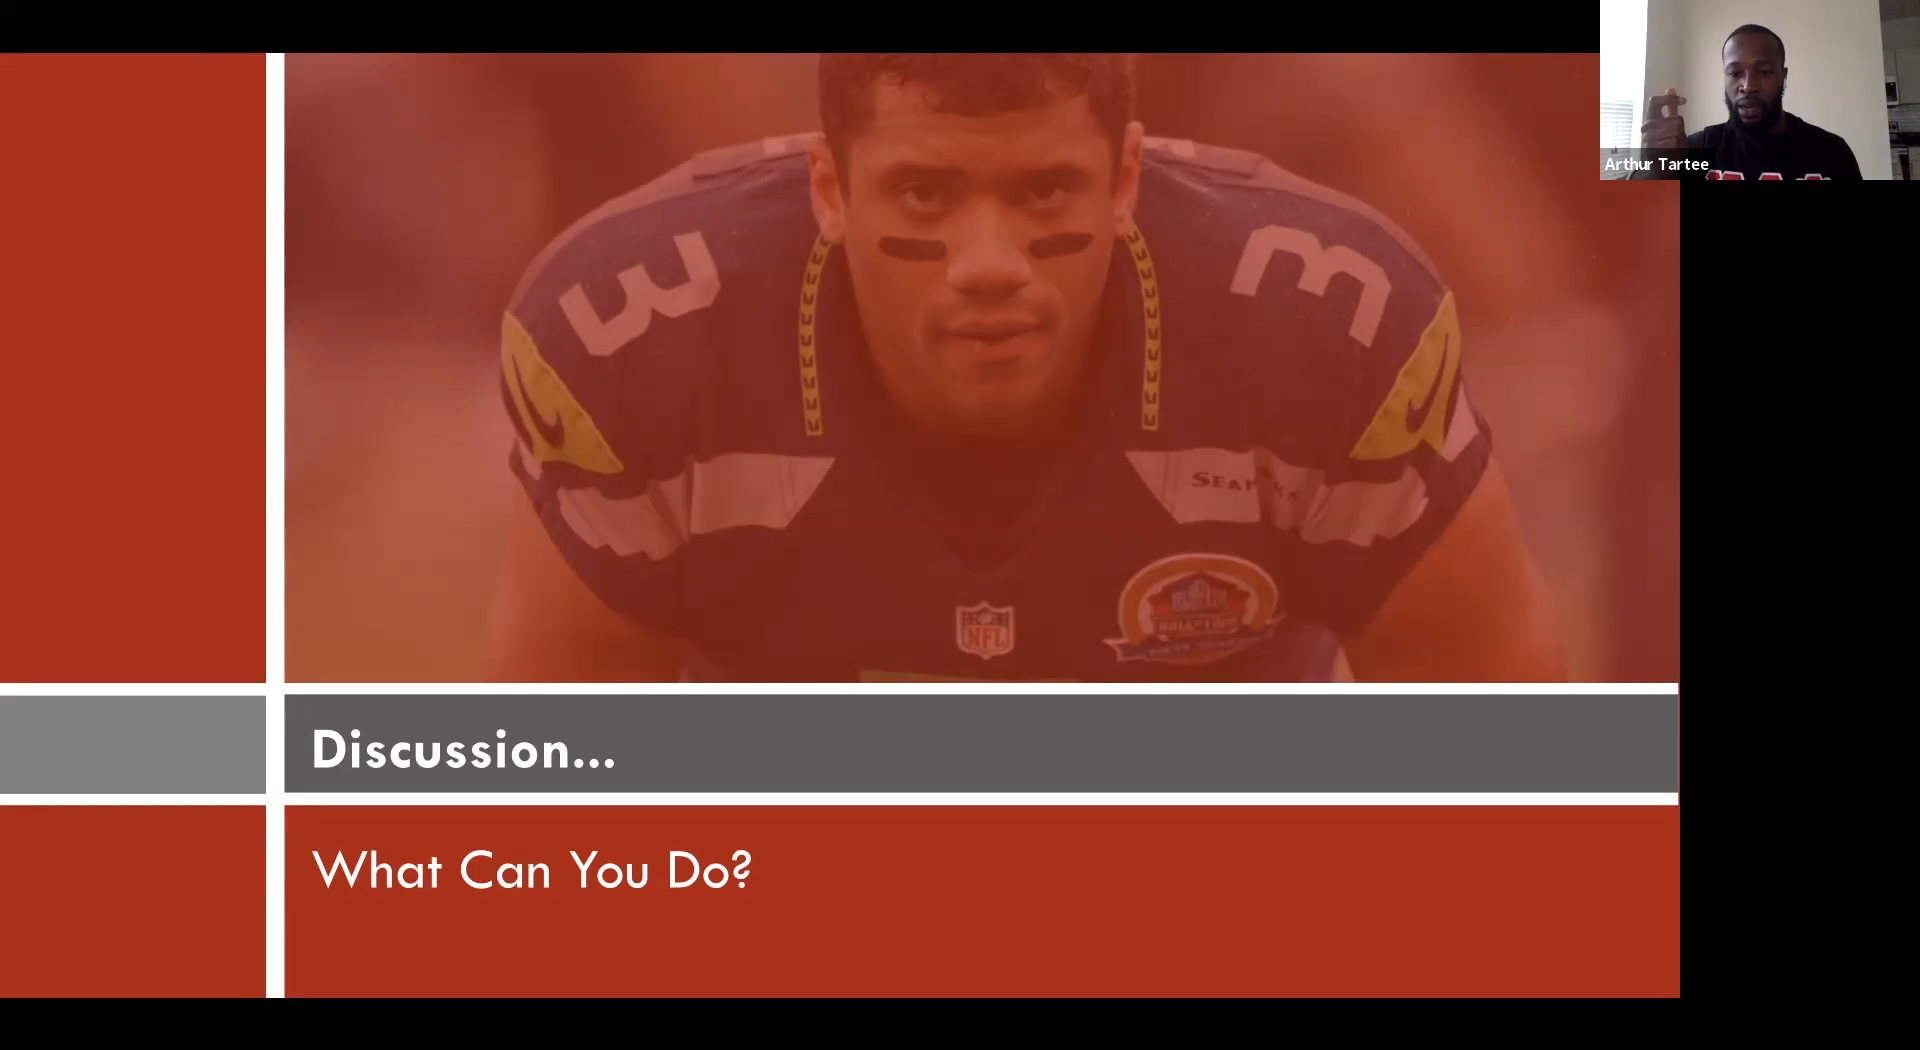 Arthur Tartee
3
3
NFL
Discussion...
What Can You Do?